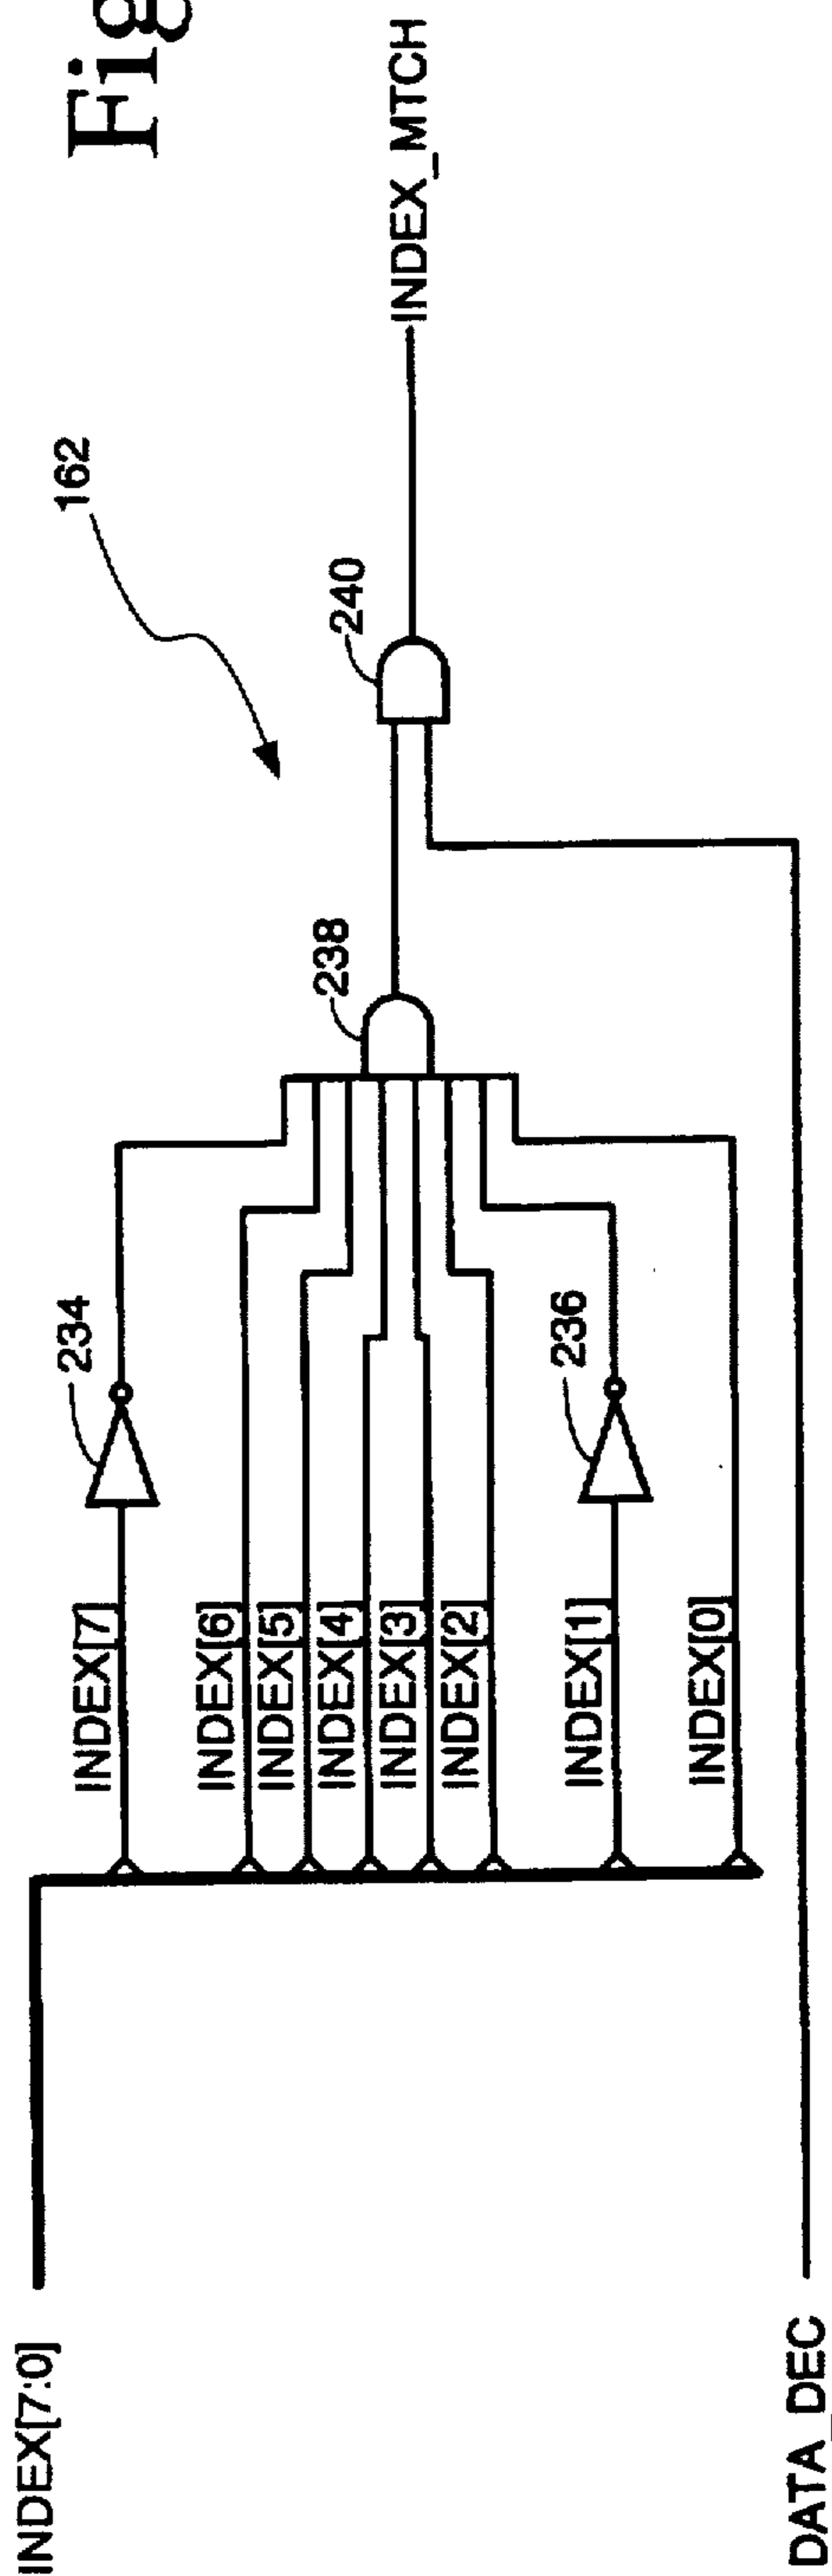 Fig
162
INDEX[7:0]
INDEX[7]
234
INDEX[6]
INDEX[5]
INDEX[4]
INDEX[3]
INDEX[2]
INDEX[1]
236
INDEX[0]
238
240
INDEX_MTCH
DATA_DEC